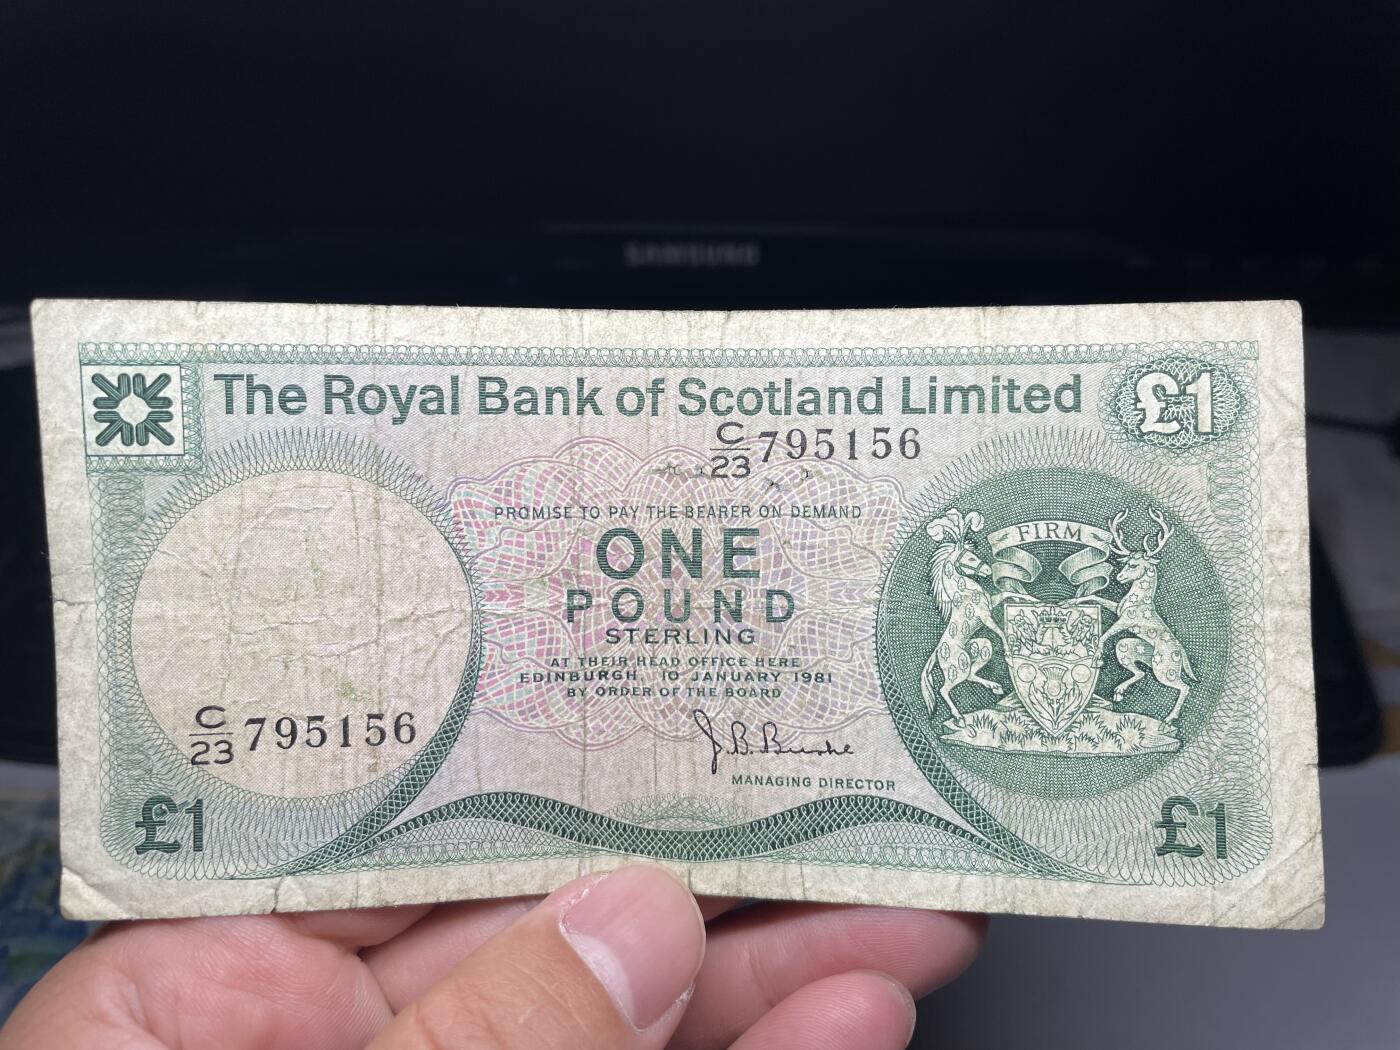 SAMSUNG
The Royal Bank of Scotland Limited
£1
C/23 795156
PROMISE TO PAY THE BEARER ON DEMAND
ONE
POUND
STERLING
FIRM
AT THEIR HEAD OFFICE HERE
EDINBURGH 10 JANUARY 1981
BY ORDER OF THE BOARD
C/23 795156
J. B. Burke
MANAGING DIRECTOR
£1
£1